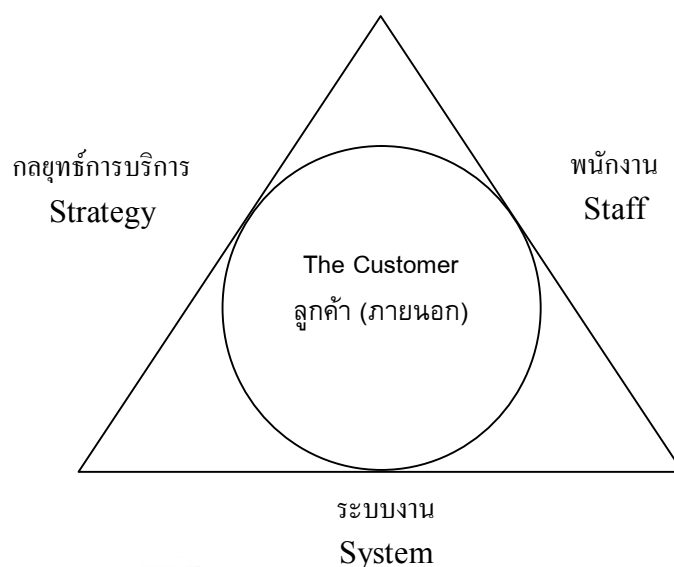 กลยุทธ์การบริการ
Strategy
พนักงาน
Staff
The Customer
ลูกค้า (ภายนอก)
ระบบงาน
System